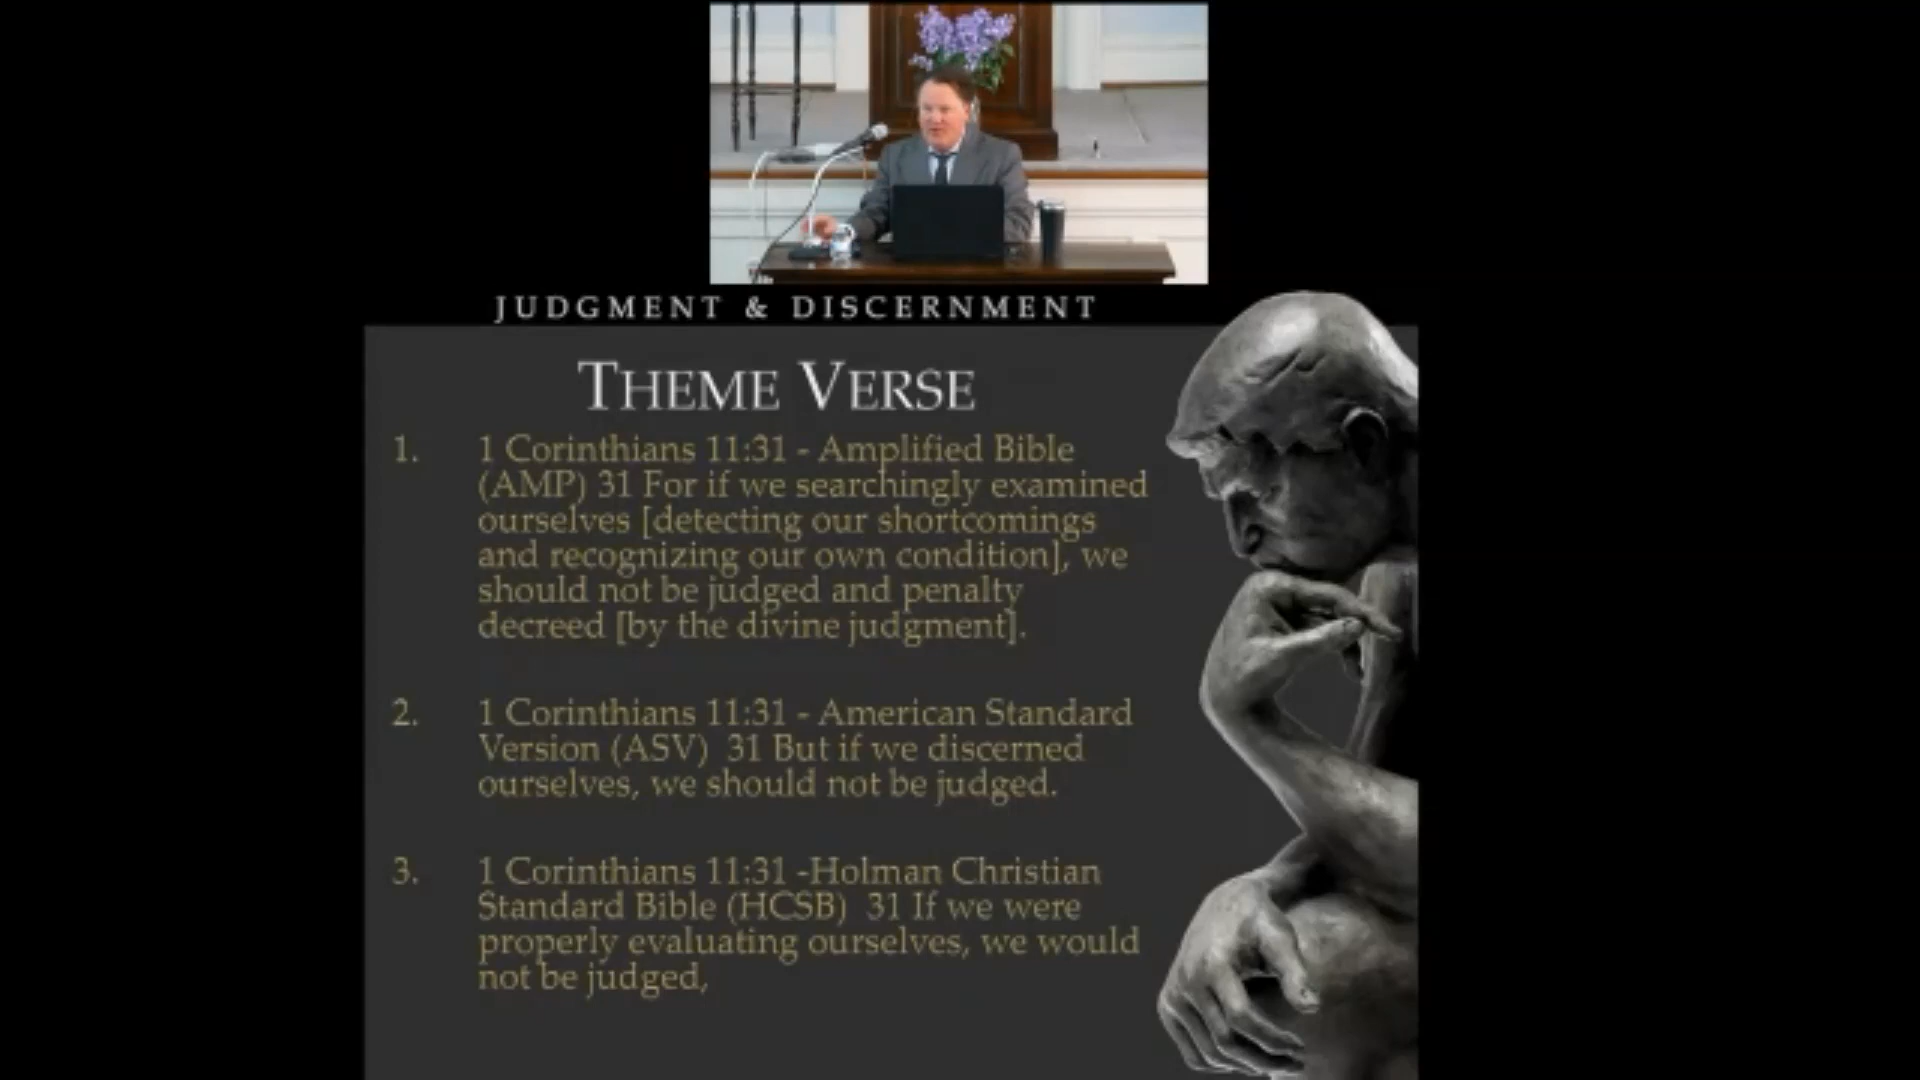 JUDGMENT & DISCERNMENT
THEME VERSE
1. 1 Corinthians 11:31 - Amplified Bible
(AMP) 31 For if we searchingly examined
ourselves [detecting our shortcomings
and recognizing our own condition], we
should not be judged and penalty
decreed [by the divine judgment].
2. 1 Corinthians 11:31 - American Standard
Version (ASV)  31 But if we discerned
ourselves, we should not be judged.
3. 1 Corinthians 11:31 -Holman Christian
Standard Bible (HCSB)  31 If we were
properly evaluating ourselves, we would
not be judged,